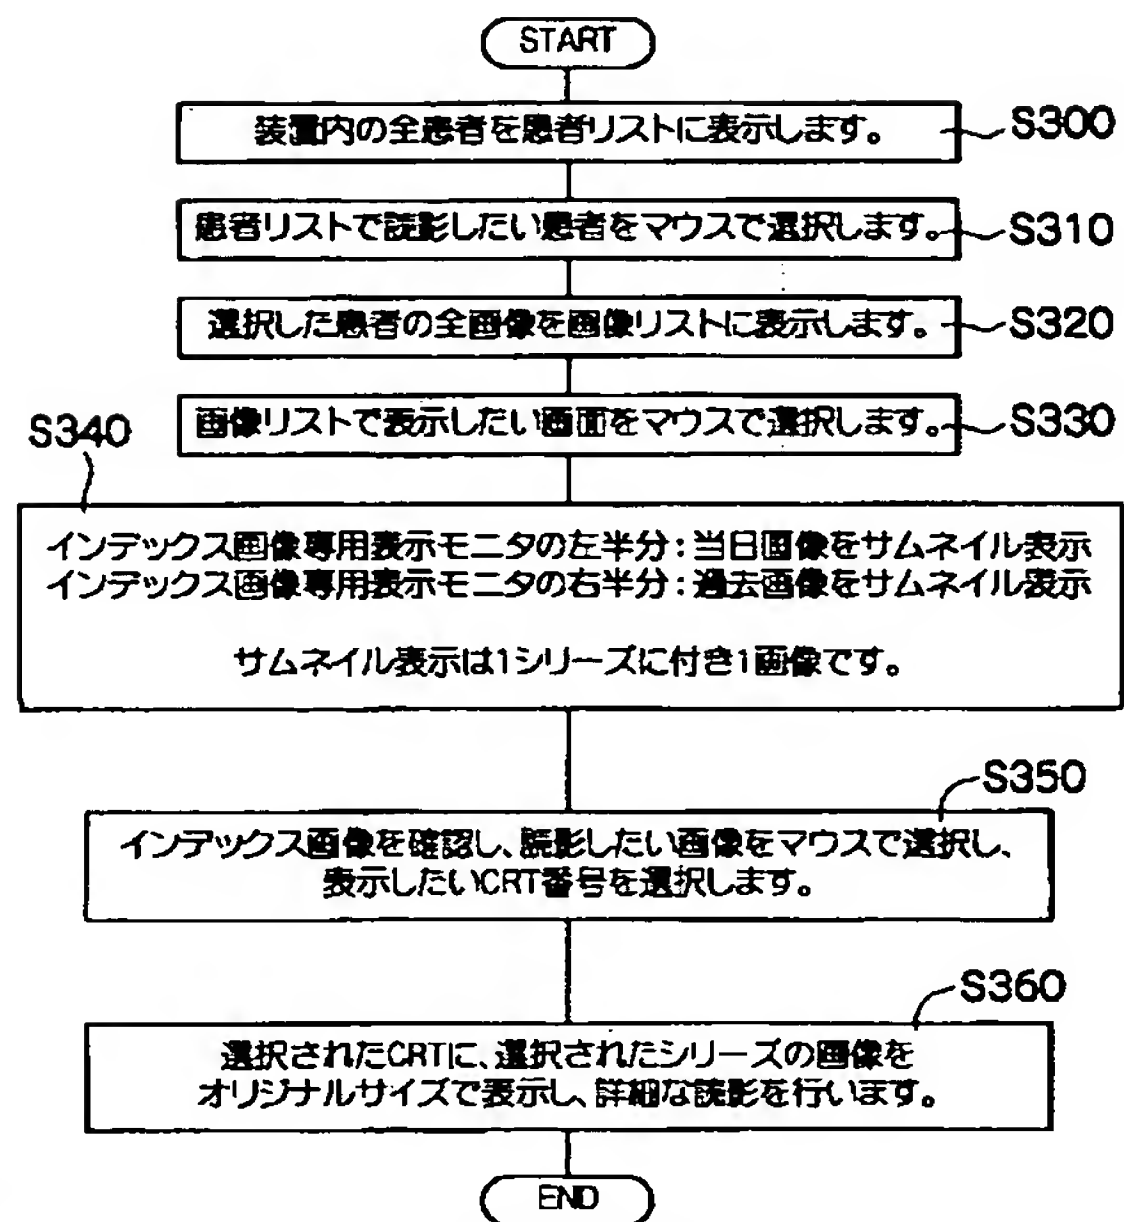 START
装置内の全患者を患者リストに表示します。
S300
患者リストで読影したい患者をマウスで選択します。
S310
選択した患者の全画像を画像リストに表示します。
S320
画像リストで表示したい画面をマウスで選択します。
S330
S340
インデックス画像専用表示モニタの左半分：当日画像をサムネイル表示
インデックス画像専用表示モニタの右半分：過去画像をサムネイル表示
サムネイル表示は1シリーズに付き1画像です。
S350
インデックス画像を確認し、読影したい画像をマウスで選択し、
表示したいCRT番号を選択します。
S360
選択されたCRTに、選択されたシリーズの画像を
オリジナルサイズで表示し、詳細な読影を行います。
END